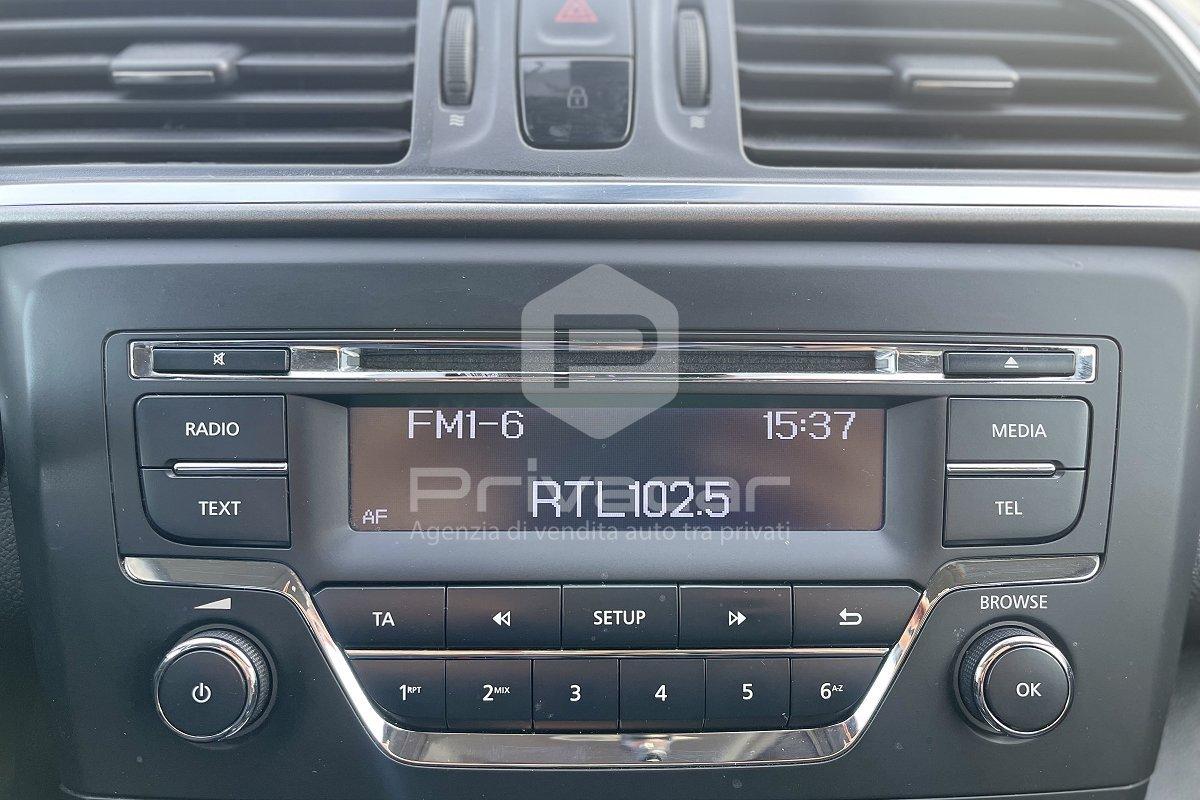 FM1-6
15:37
RADIO
MEDIA
RTL102.5
AF
TEXT
TEL
P
Privacar
Agenzia di vendita auto tra privati
TA
SETUP
BROWSE
1RPT
2MIX
3
4
5
6A-Z
OK